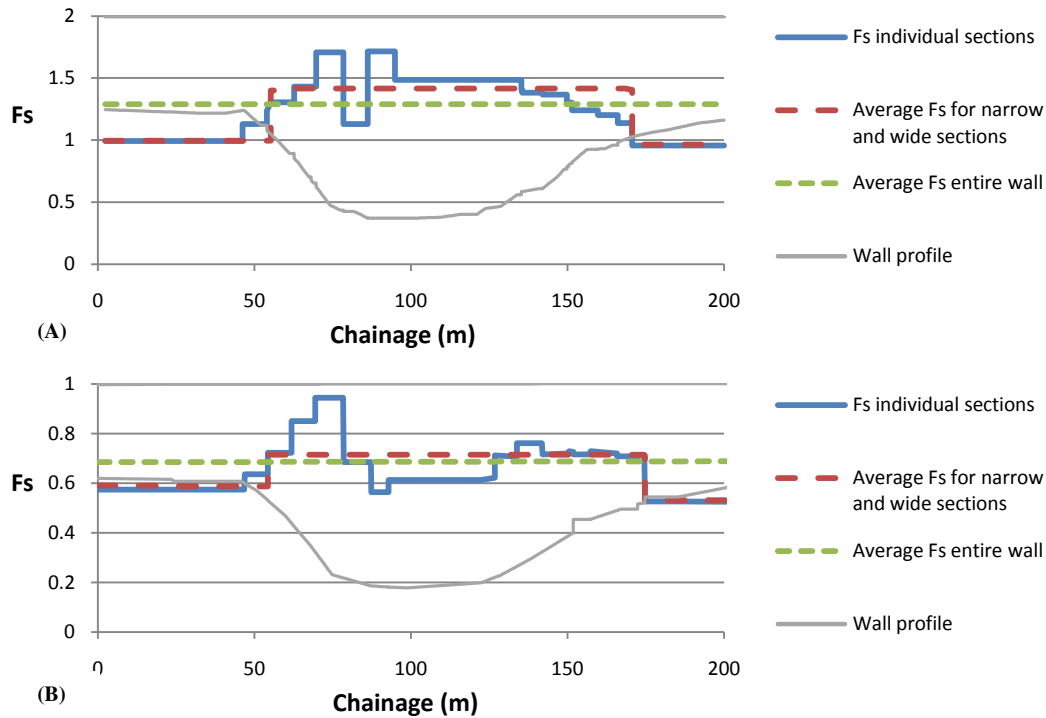 2
1.5
1
0.5
0
Fs
0
50
100
150
200
Chainage (m)
(A)
Fs individual sections
Average Fs for narrow
and wide sections
Average Fs entire wall
Wall profile
1
0.8
0.6
0.4
0.2
0
Fs
0
50
100
150
200
Chainage (m)
(B)
Fs individual sections
Average Fs for narrow
and wide sections
Average Fs entire wall
Wall profile